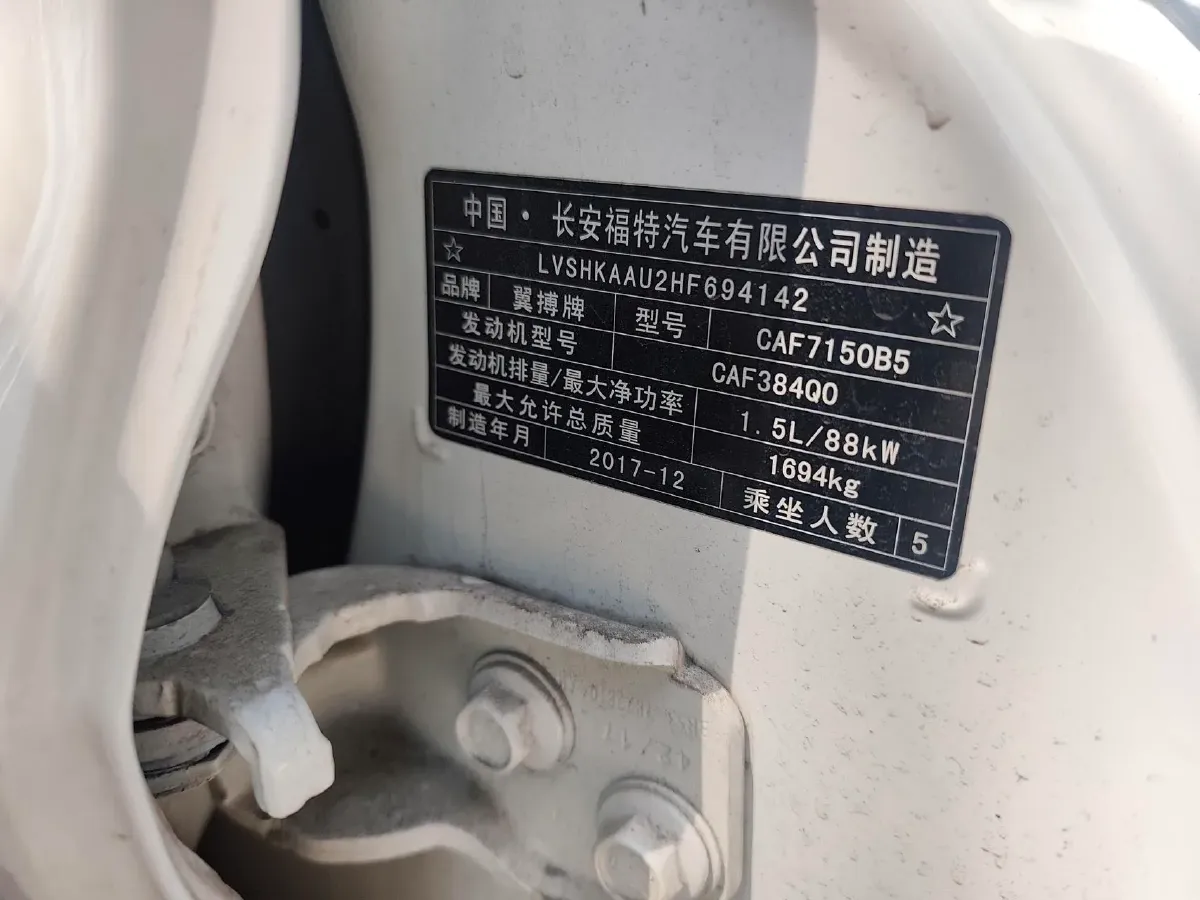 中国·长安福特汽车有限公司制造
☆ LVSHKAAU2HF694142 ☆
品牌 翼搏牌 型号 CAF7150B5
发动机型号 CAF384Q0
发动机排量/最大净功率 1.5L/88kW
最大允许总质量 1694kg
制造年月 2017-12 乘坐人数 5